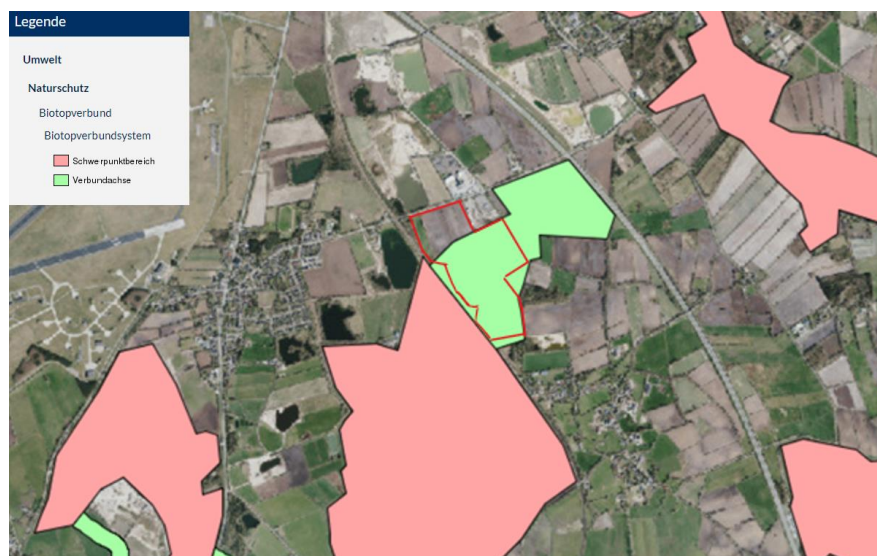 Legende
Umwelt
Naturschutz
Biotopverbund
Biotopverbundsystem
Schwerpunktbereich
Verbundachse